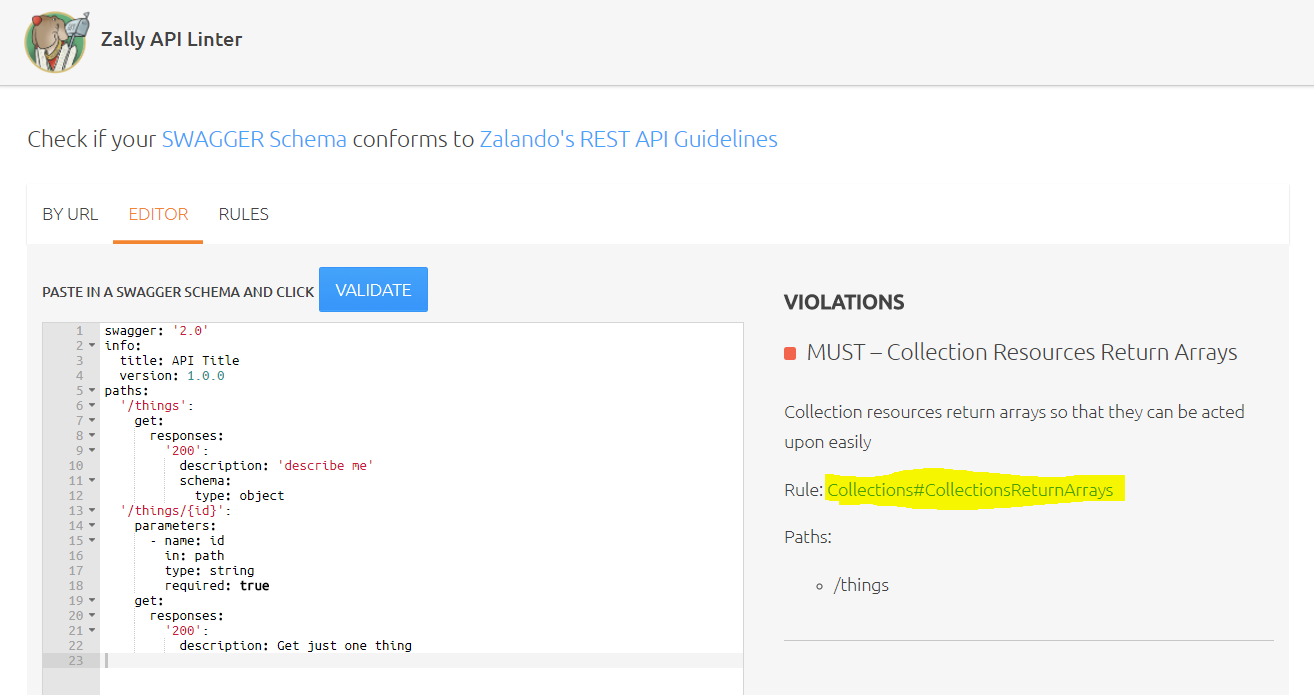 Zally API Linter
Check if your SWAGGER Schema conforms to Zalando's REST API Guidelines
BY URL EDITOR RULES
PASTE IN A SWAGGER SCHEMA AND CLICK VALIDATE
1 swagger: '2.0'
2 info:
3 title: API Title
4 version: 1.0.0
5 paths:
6 '/things':
7 get:
8 responses:
9 '200':
10 description: 'describe me'
11 schema:
12 type: object
13 '/things/{id}':
14 parameters:
15 - name: id
16 in: path
17 type: string
18 required: true
19 get:
20 responses:
21 '200':
22 description: Get just one thing
23
VIOLATIONS
MUST – Collection Resources Return Arrays
Collection resources return arrays so that they can be acted
upon easily
Rule: Collections#CollectionsReturnArrays
Paths:
/things